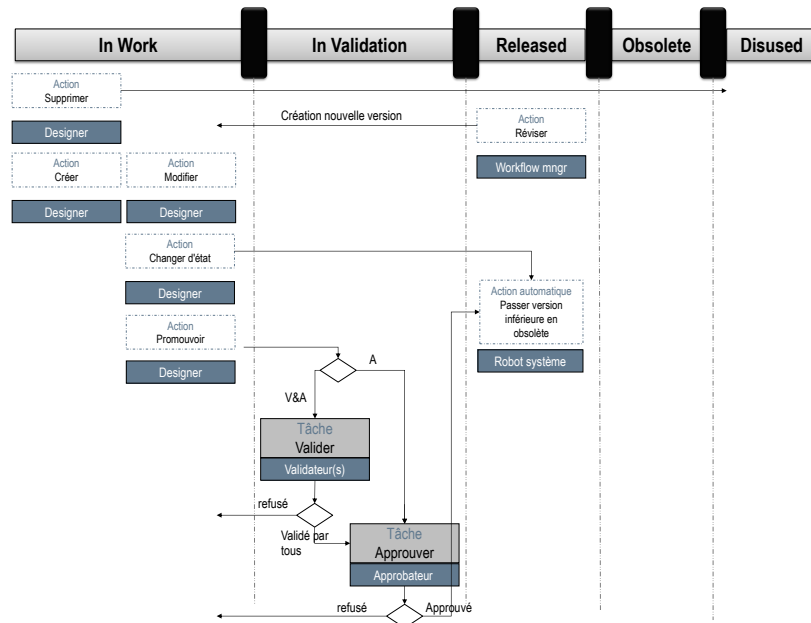 In Work
In Validation
Released
Obsolete
Disused
Action
Supprimer
Designer
Création nouvelle version
Action
Réviser
Workflow mngr
Action
Créer
Designer
Action
Modifier
Designer
Action
Changer d'état
Designer
Action automatique
Passer version
inférieure en
obsolète
Robot système
Action
Promouvoir
Designer
A
V&A
Tâche
Valider
Validateur(s)
refusé
Validé par
tous
Tâche
Approuver
Approbateur
refusé
Approuvé